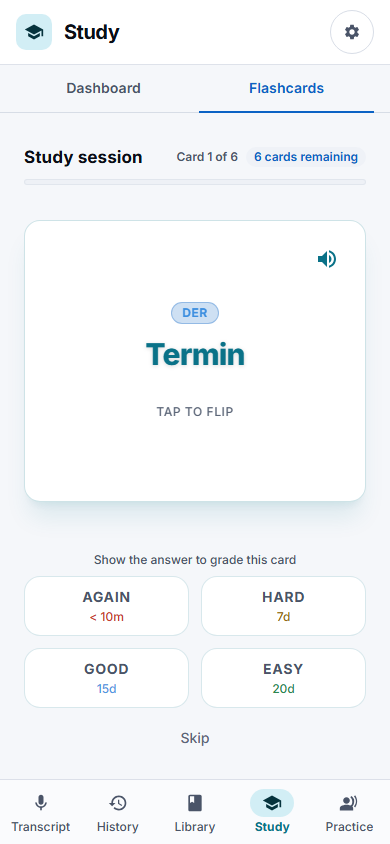 Study
Dashboard Flashcards
Study session Card 1 of 6 6 cards remaining
DER
Termin
TAP TO FLIP
Show the answer to grade this card
AGAIN HARD
< 10m 7d
GOOD EASY
15d 20d
Skip
Transcript History Library Study Practice